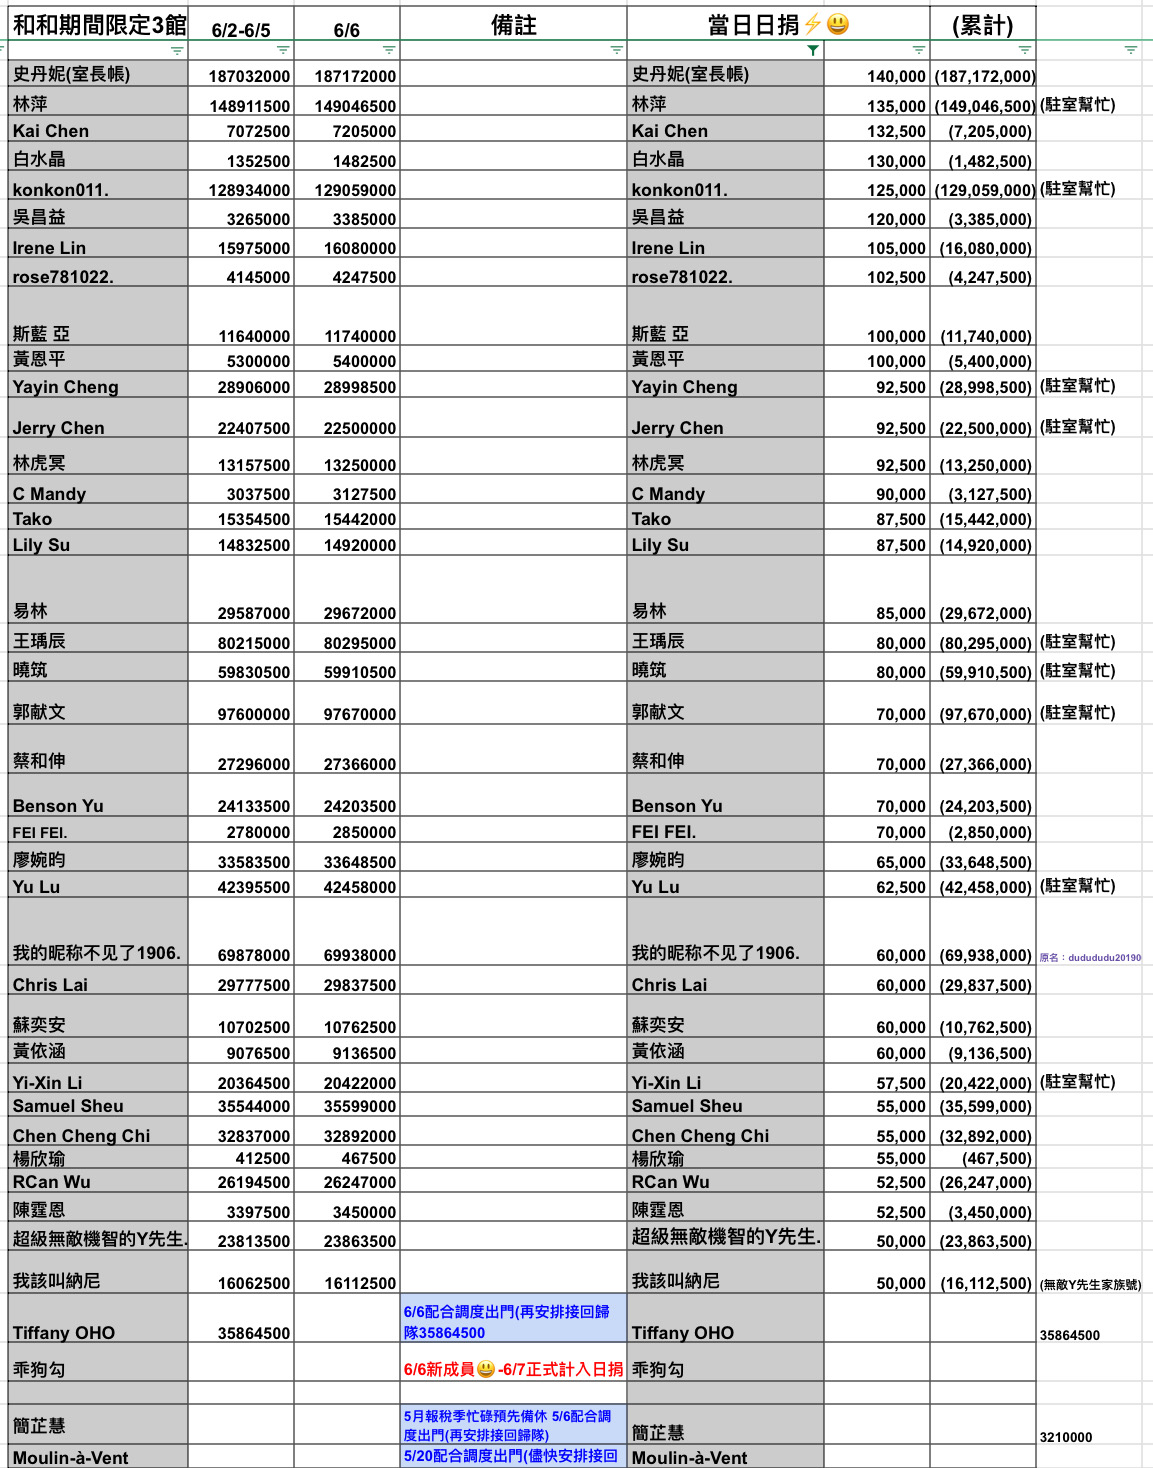 和和期間限定3館 6/2-6/5 6/6 備註 當日日捐⚡😃 (累計)
史丹妮(室長帳) 187032000 187172000 史丹妮(室長帳) 140,000 (187,172,000)
林萍 148911500 149046500 林萍 135,000 (149,046,500) (駐室幫忙)
Kai Chen 7072500 7205000 Kai Chen 132,500 (7,205,000)
白水晶 1352500 1482500 白水晶 130,000 (1,482,500)
konkon011. 128934000 129059000 konkon011. 125,000 (129,059,000) (駐室幫忙)
吳昌益 3265000 3385000 吳昌益 120,000 (3,385,000)
Irene Lin 15975000 16080000 Irene Lin 105,000 (16,080,000)
rose781022. 4145000 4247500 rose781022. 102,500 (4,247,500)
斯藍 亞 11640000 11740000 斯藍 亞 100,000 (11,740,000)
黃恩平 5300000 5400000 黃恩平 100,000 (5,400,000)
Yayin Cheng 28906000 28998500 Yayin Cheng 92,500 (28,998,500) (駐室幫忙)
Jerry Chen 22407500 22500000 Jerry Chen 92,500 (22,500,000) (駐室幫忙)
林虎冥 13157500 13250000 林虎冥 92,500 (13,250,000)
C Mandy 3037500 3127500 C Mandy 90,000 (3,127,500)
Tako 15354500 15442000 Tako 87,500 (15,442,000)
Lily Su 14832500 14920000 Lily Su 87,500 (14,920,000)
易林 29587000 29672000 易林 85,000 (29,672,000)
王瑀辰 80215000 80295000 王瑀辰 80,000 (80,295,000) (駐室幫忙)
曉筑 59830500 59910500 曉筑 80,000 (59,910,500) (駐室幫忙)
郭献文 97600000 97670000 郭献文 70,000 (97,670,000) (駐室幫忙)
蔡和伸 27296000 27366000 蔡和伸 70,000 (27,366,000)
Benson Yu 24133500 24203500 Benson Yu 70,000 (24,203,500)
FEI FEI. 2780000 2850000 FEI FEI. 70,000 (2,850,000)
廖婉昀 33583500 33648500 廖婉昀 65,000 (33,648,500)
Yu Lu 42395500 42458000 Yu Lu 62,500 (42,458,000) (駐室幫忙)
我的昵称不见了1906. 69878000 69938000 我的昵称不见了1906. 60,000 (69,938,000) 原名：dudududu20190
Chris Lai 29777500 29837500 Chris Lai 60,000 (29,837,500)
蘇奕安 10702500 10762500 蘇奕安 60,000 (10,762,500)
黃依涵 9076500 9136500 黃依涵 60,000 (9,136,500)
Yi-Xin Li 20364500 20422000 Yi-Xin Li 57,500 (20,422,000) (駐室幫忙)
Samuel Sheu 35544000 35599000 Samuel Sheu 55,000 (35,599,000)
Chen Cheng Chi 32837000 32892000 Chen Cheng Chi 55,000 (32,892,000)
楊欣瑜 412500 467500 楊欣瑜 55,000 (467,500)
RCan Wu 26194500 26247000 RCan Wu 52,500 (26,247,000)
陳霆恩 3397500 3450000 陳霆恩 52,500 (3,450,000)
超級無敵機智的Y先生. 23813500 23863500 超級無敵機智的Y先生. 50,000 (23,863,500)
我該叫納尼 16062500 16112500 我該叫納尼 50,000 (16,112,500) (無敵Y先生家族號)
6/6配合調度出門(再安排接回歸
Tiffany OHO 35864500 隊35864500 Tiffany OHO 35864500
乖狗勾 6/6新成員😃-6/7正式計入日捐 乖狗勾
5月報稅季忙碌預先備休 5/6配合調
簡芷慧 度出門(再安排接回歸隊) 簡芷慧 3210000
Moulin-à-Vent 5/20配合調度出門(儘快安排接回 Moulin-à-Vent